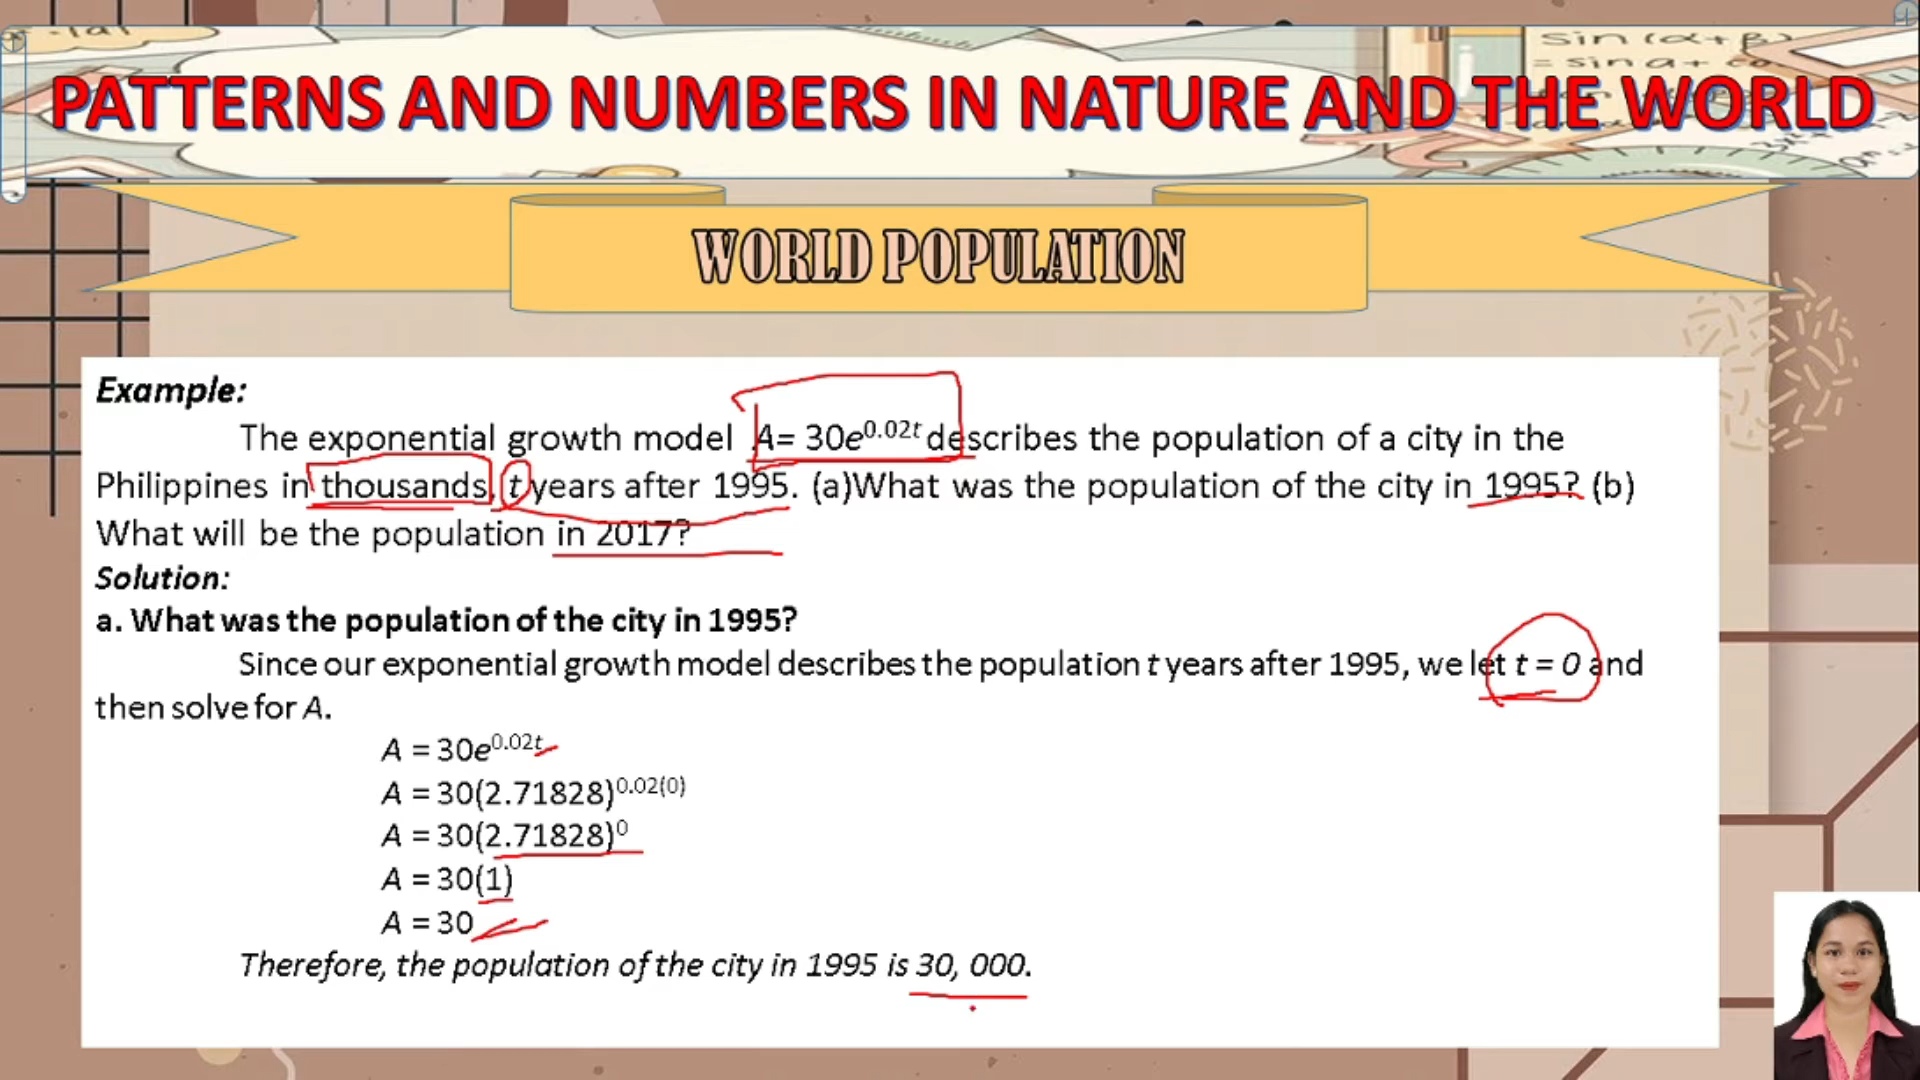 PATTERNS AND NUMBERS IN NATURE AND THE WORLD
WORLD POPULATION
Example:
The exponential growth model A= 30e^0.02t describes the population of a city in the
Philippines in thousands, t years after 1995. (a)What was the population of the city in 1995? (b)
What will be the population in 2017?
Solution:
a. What was the population of the city in 1995?
Since our exponential growth model describes the population t years after 1995, we let t = 0 and
then solve for A.
A = 30e^0.02t
A = 30(2.71828)^0.02(0)
A = 30(2.71828)^0
A = 30(1)
A = 30
Therefore, the population of the city in 1995 is 30, 000.